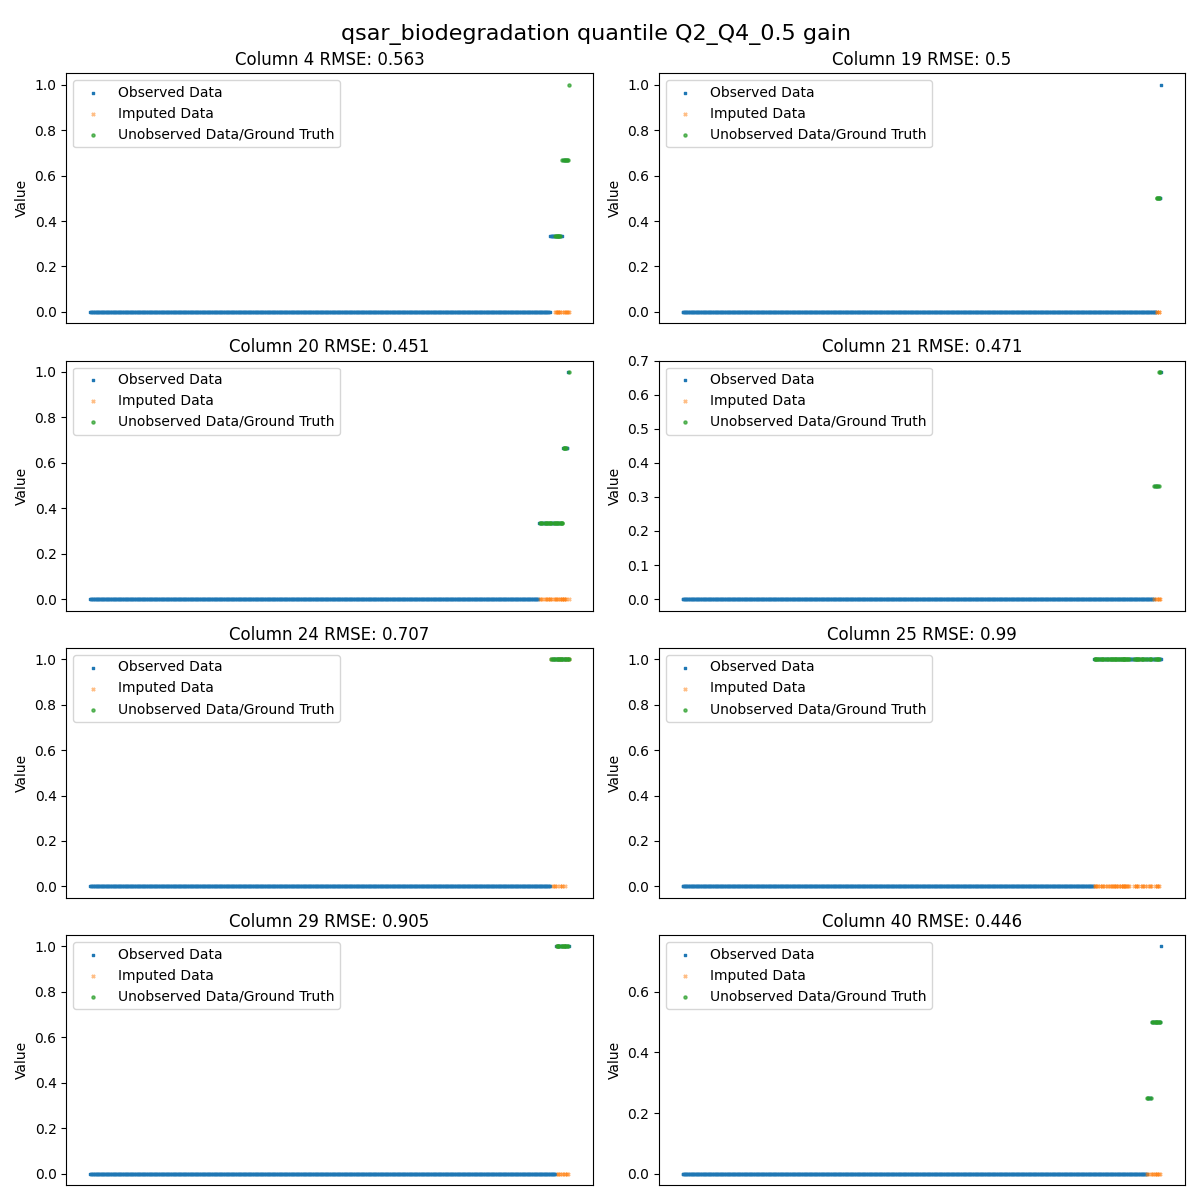 qsar_biodegradation quantile Q2_Q4_0.5 gain
Column 4 RMSE: 0.563
Value
1.0
0.8
0.6
0.4
0.2
0.0
Observed Data
Imputed Data
Unobserved Data/Ground Truth
Column 19 RMSE: 0.5
Value
1.0
0.8
0.6
0.4
0.2
0.0
Observed Data
Imputed Data
Unobserved Data/Ground Truth
Column 20 RMSE: 0.451
Value
1.0
0.8
0.6
0.4
0.2
0.0
Observed Data
Imputed Data
Unobserved Data/Ground Truth
Column 21 RMSE: 0.471
Value
0.7
0.6
0.5
0.4
0.3
0.2
0.1
0.0
Observed Data
Imputed Data
Unobserved Data/Ground Truth
Column 24 RMSE: 0.707
Value
1.0
0.8
0.6
0.4
0.2
0.0
Observed Data
Imputed Data
Unobserved Data/Ground Truth
Column 25 RMSE: 0.99
Value
1.0
0.8
0.6
0.4
0.2
0.0
Observed Data
Imputed Data
Unobserved Data/Ground Truth
Column 29 RMSE: 0.905
Value
1.0
0.8
0.6
0.4
0.2
0.0
Observed Data
Imputed Data
Unobserved Data/Ground Truth
Column 40 RMSE: 0.446
Value
0.6
0.4
0.2
0.0
Observed Data
Imputed Data
Unobserved Data/Ground Truth